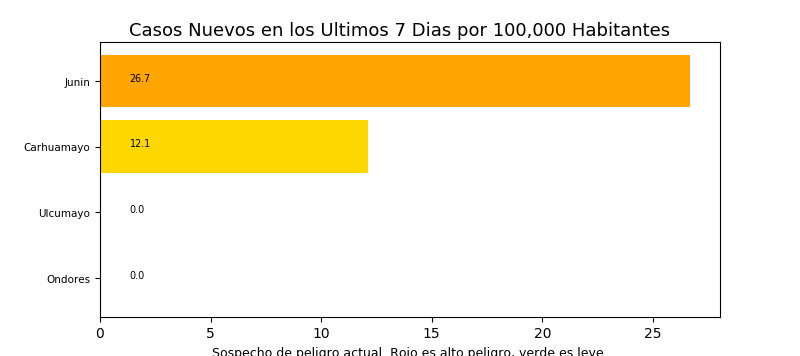 Casos Nuevos en los Ultimos 7 Dias por 100,000 Habitantes
Junin
26.7
Carhuamayo
12.1
Ulcumayo
0.0
Ondores
0.0
0 5 10 15 20 25
Sospecho de peligro actual. Rojo es alto peligro, verde es leve